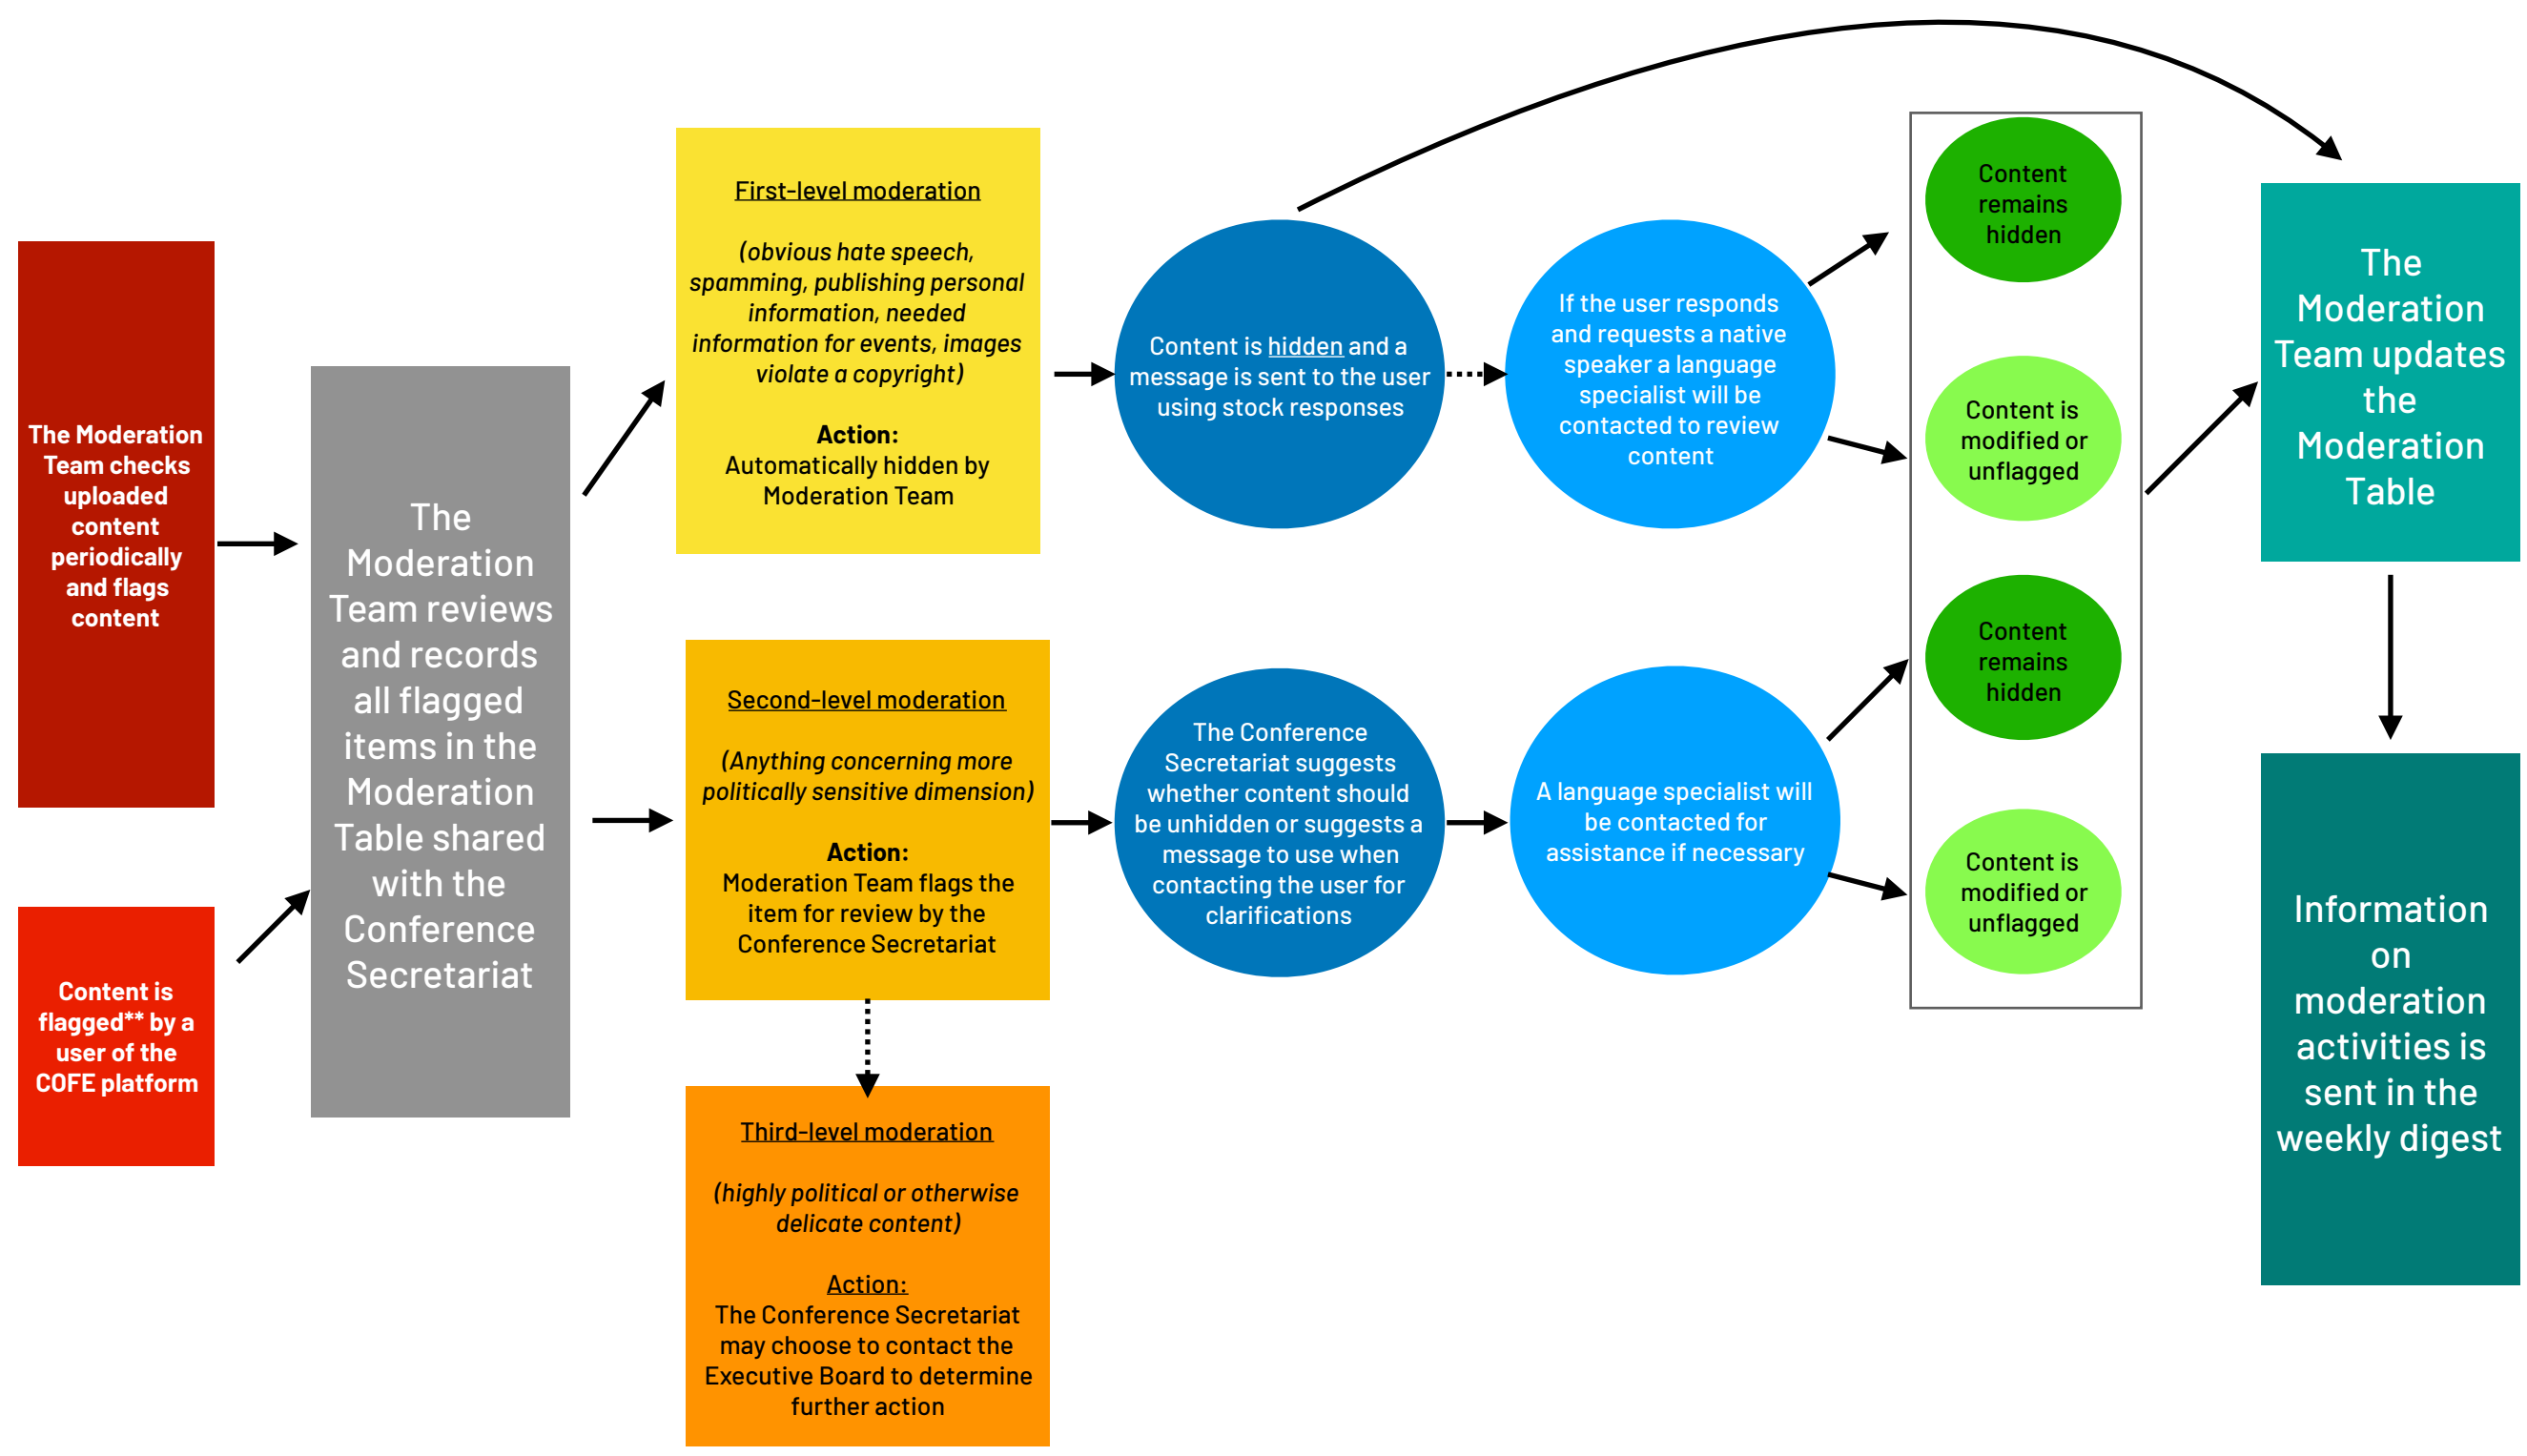 The Moderation
Team checks
uploaded
content
periodically
and flags
content
Content is
flagged** by a
user of the
COFE platform
The
Moderation
Team reviews
and records
all flagged
items in the
Moderation
Table shared
with the
Conference
Secretariat
First-level moderation
(obvious hate speech,
spamming, publishing personal
information, needed
information for events, images
violate a copyright)
Action:
Automatically hidden by
Moderation Team
Second-level moderation
(Anything concerning more
politically sensitive dimension)
Action:
Moderation Team flags the
item for review by the
Conference Secretariat
Third-level moderation
(highly political or otherwise
delicate content)
Action:
The Conference Secretariat
may choose to contact the
Executive Board to determine
further action
Content is hidden and a
message is sent to the user
using stock responses
If the user responds
and requests a native
speaker a language
specialist will be
contacted to review
content
The Conference
Secretariat suggests
whether content should
be unhidden or suggests a
message to use when
contacting the user for
clarifications
A language specialist will
be contacted for
assistance if necessary
Content
remains
hidden
Content is
modified or
unflagged
Content
remains
hidden
Content is
modified or
unflagged
The
Moderation
Team updates
the
Moderation
Table
Information
on
moderation
activities is
sent in the
weekly digest